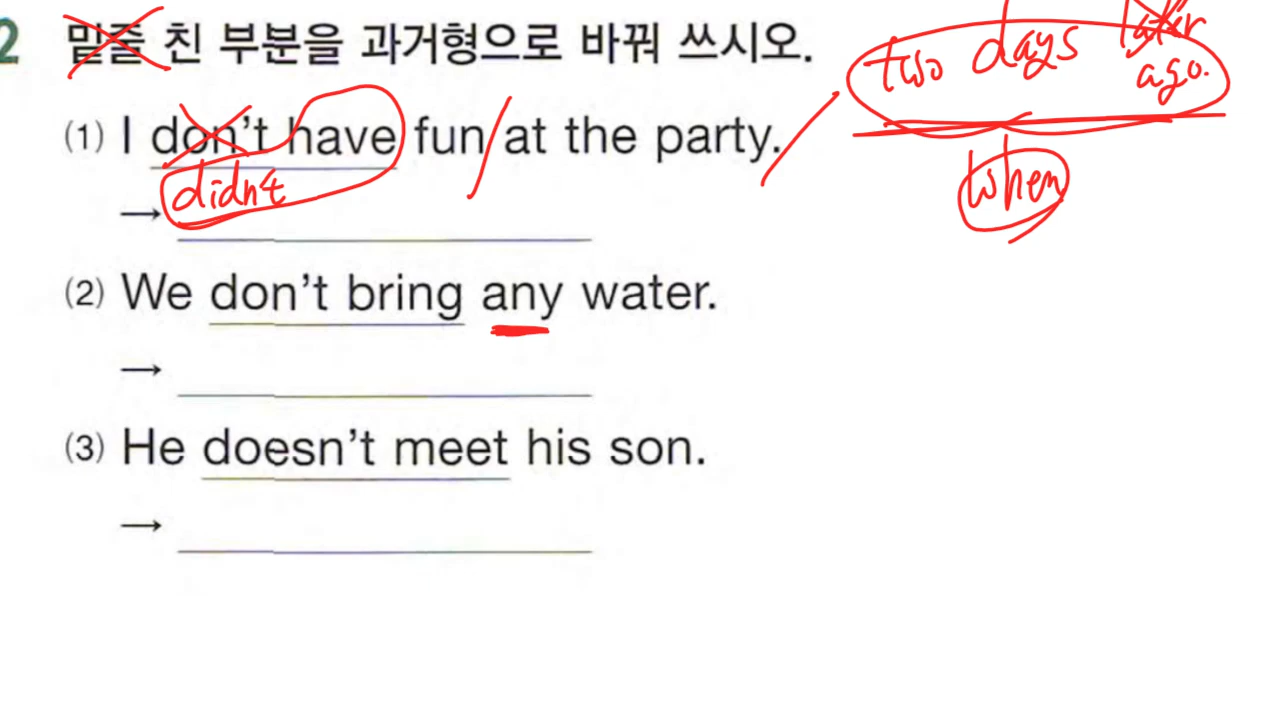 2 밑줄 친 부분을 과거형으로 바꿔 쓰시오.
two days later
ago.
(1) I don't have fun at the party.
didn't
when
→
(2) We don't bring any water.
→
(3) He doesn't meet his son.
→